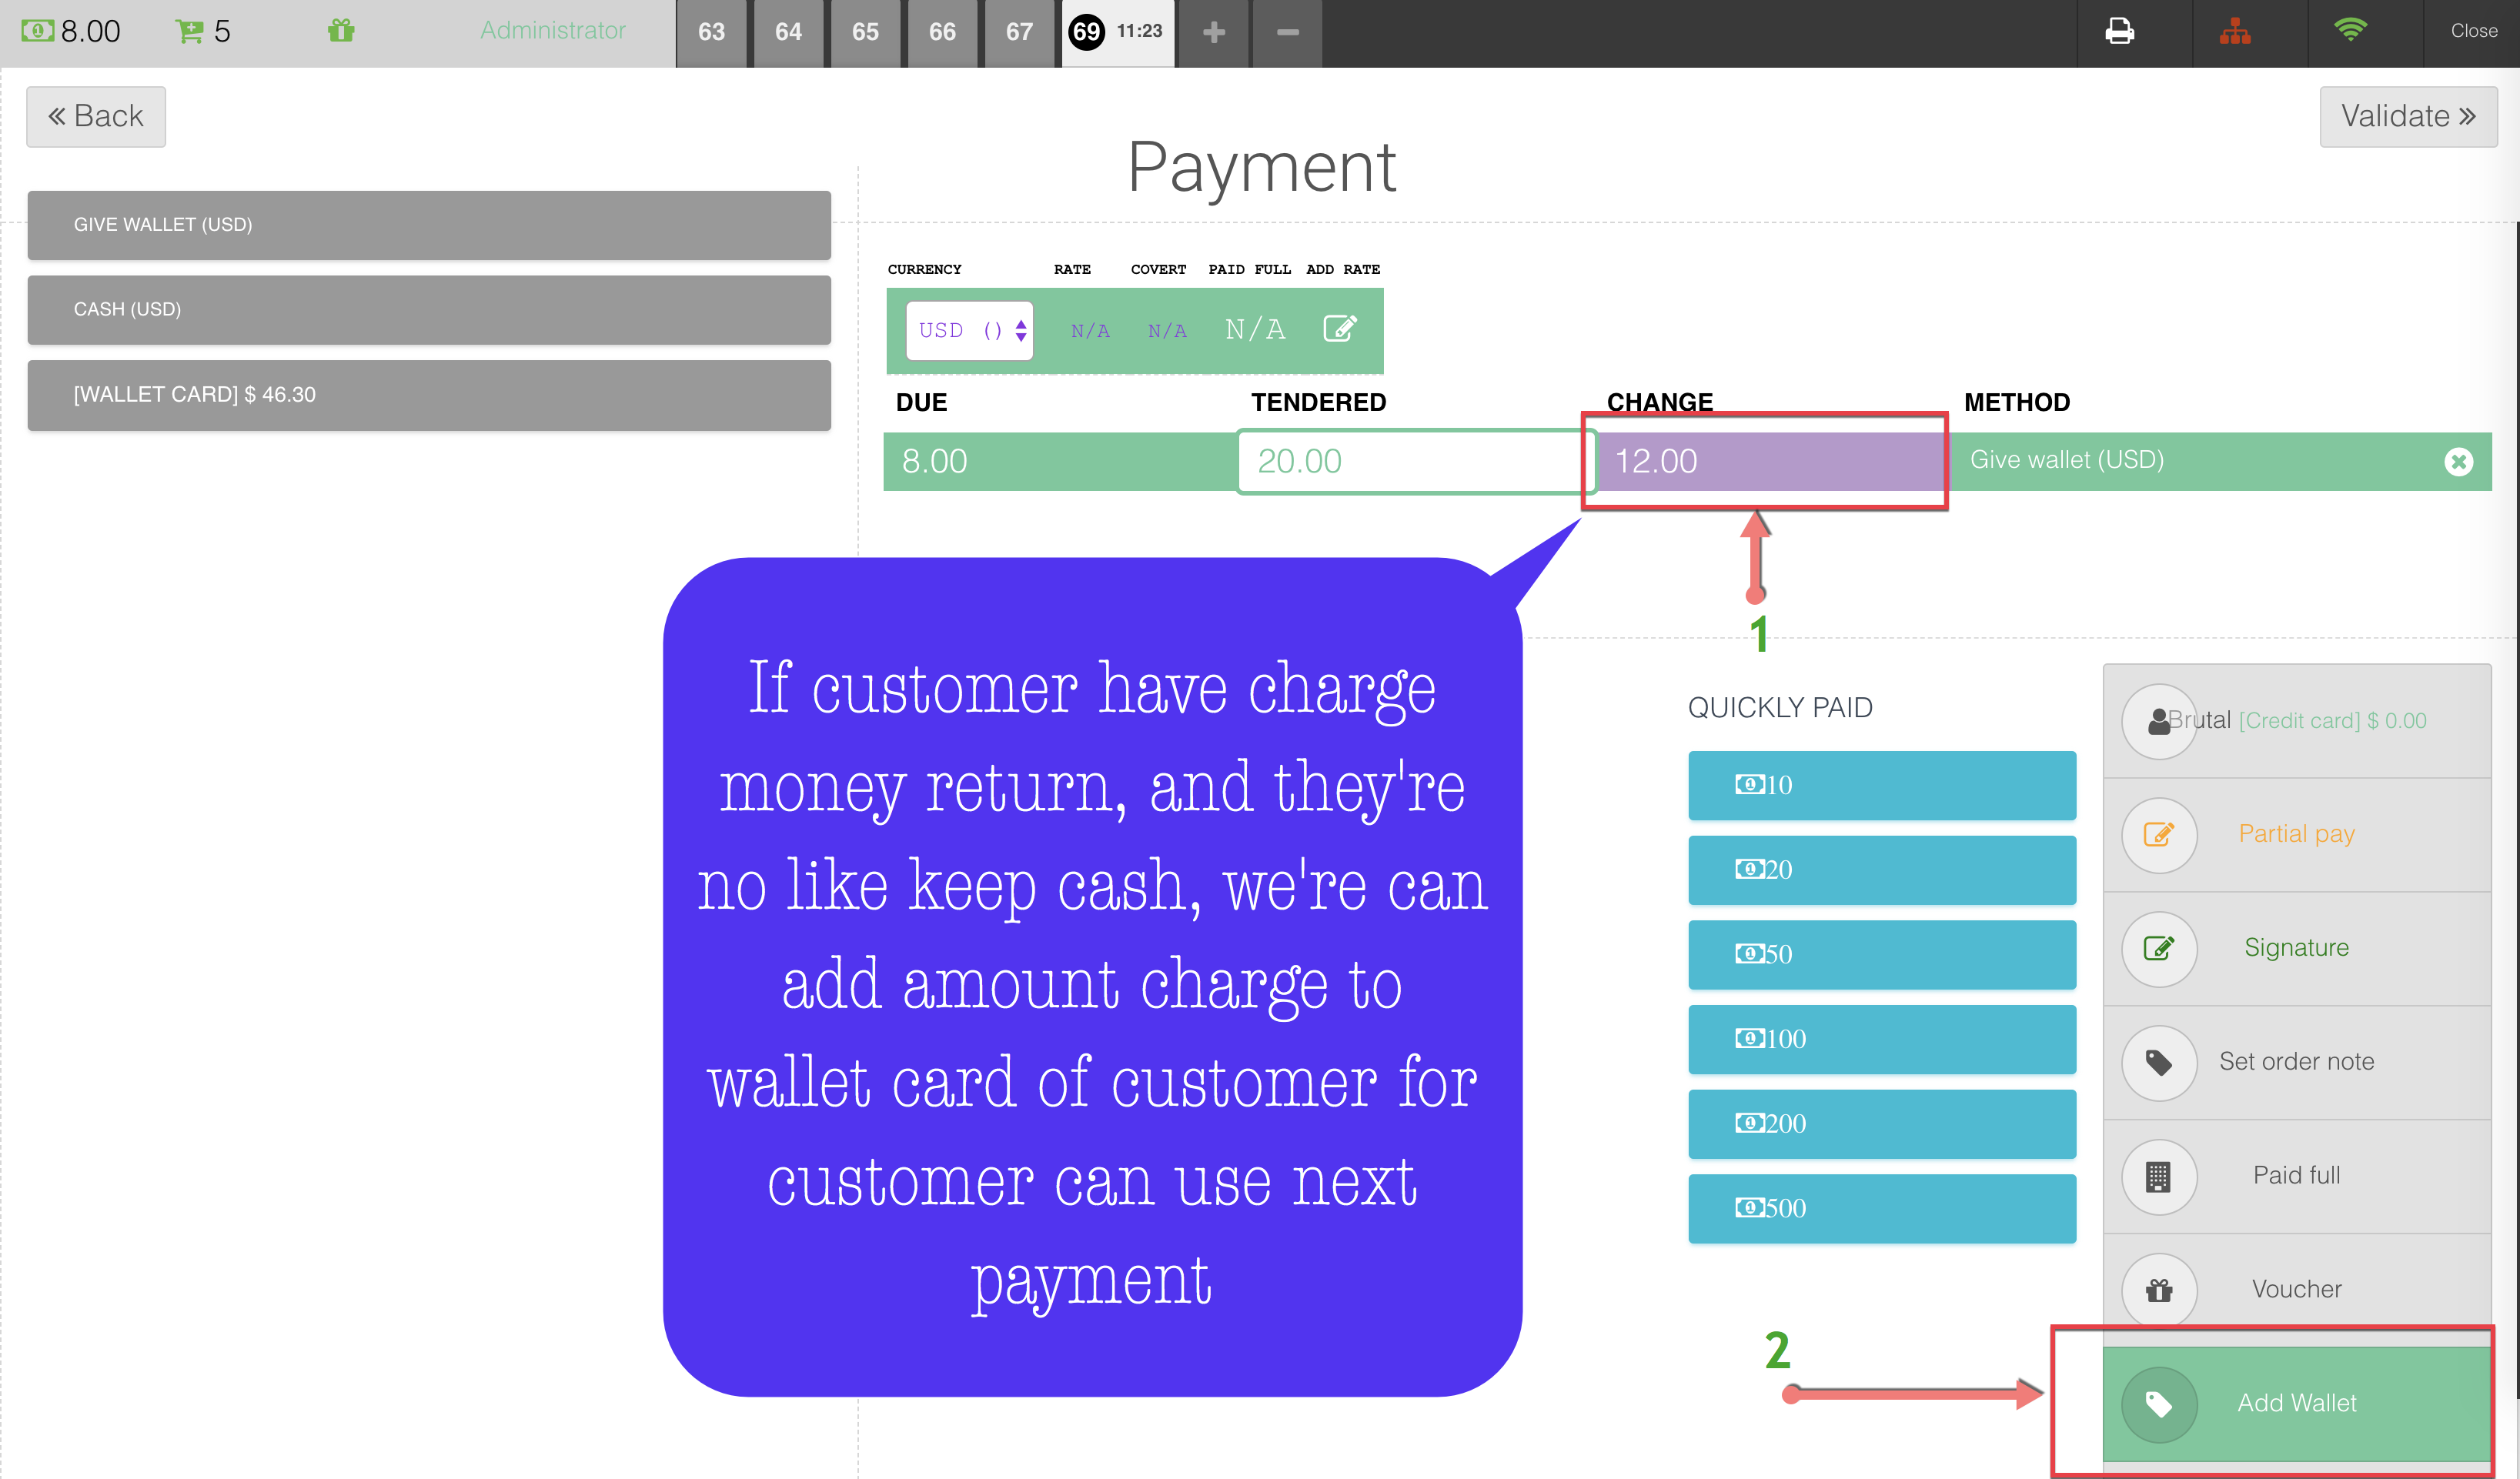 8.00 5 Administrator 63 64 65 66 67 69 11:23 Close
Back
Validate
Payment
GIVE WALLET (USD)
CASH (USD)
[WALLET CARD] $ 46.30
CURRENCY RATE COVERT PAID FULL ADD RATE
USD () N/A N/A N/A
DUE TENDERED CHANGE METHOD
8.00 20.00 12.00 Give wallet (USD)
1
If customer have charge
money return, and they're
no like keep cash, we're can
add amount charge to
wallet card of customer for
customer can use next
payment
QUICKLY PAID
10
20
50
100
200
500
Brutal [Credit card] $ 0.00
Partial pay
Signature
Set order note
Paid full
Voucher
2
Add Wallet